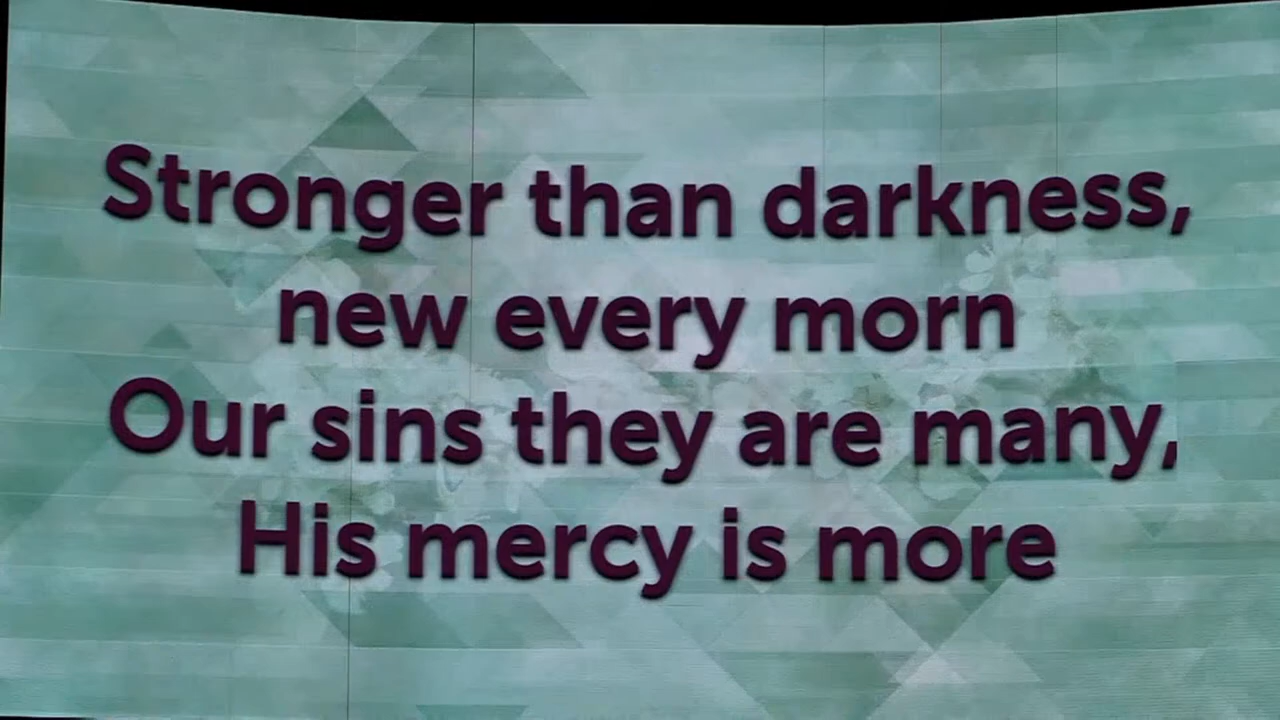 Stronger than darkness,
new every morn
Our sins they are many,
His mercy is more